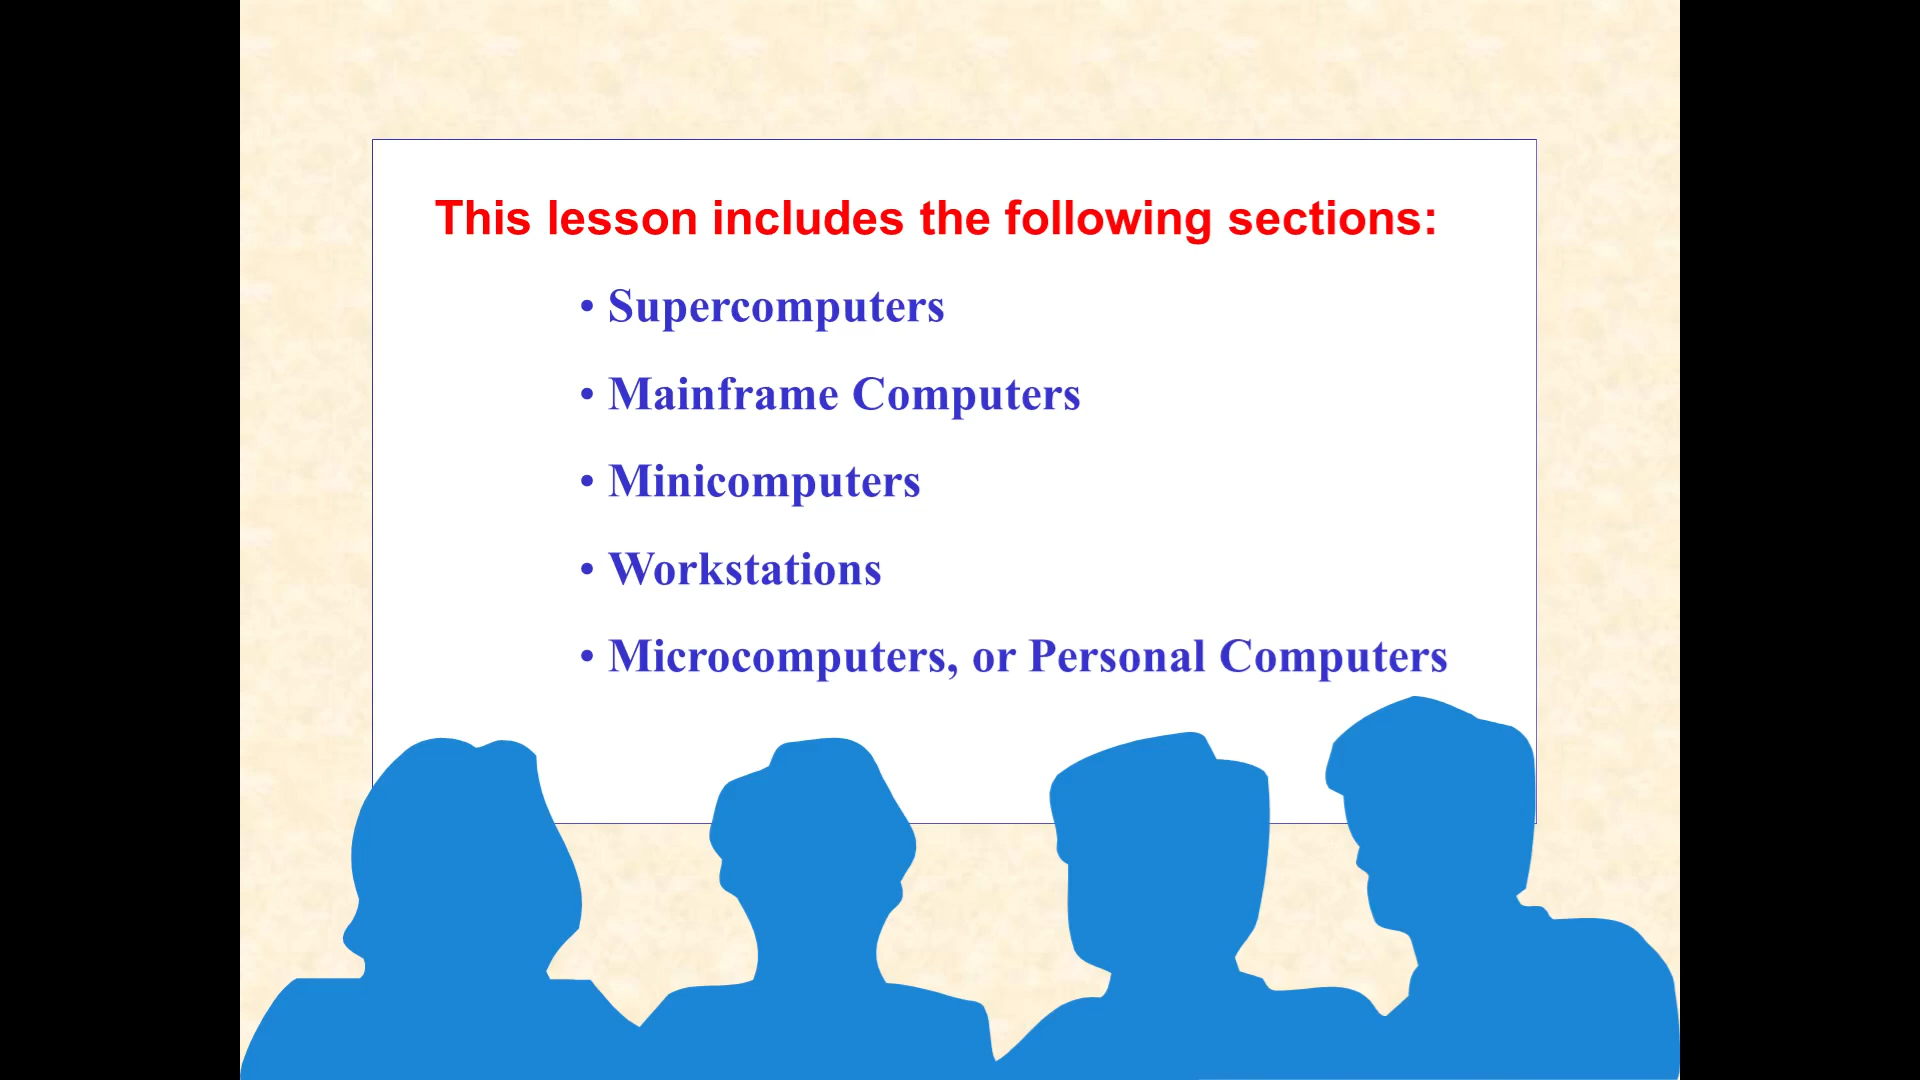 This lesson includes the following sections:
• Supercomputers
• Mainframe Computers
• Minicomputers
• Workstations
• Microcomputers, or Personal Computers